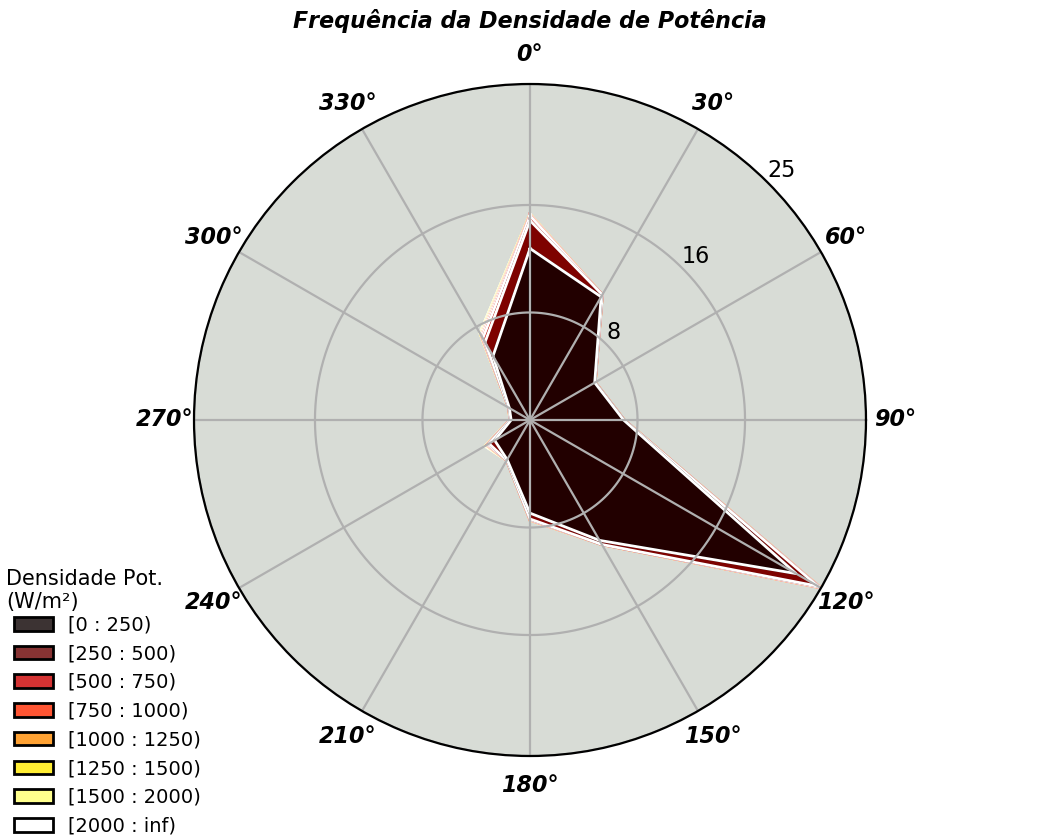 Frequência da Densidade de Potência
0°
30°
60°
90°
120°
150°
180°
210°
240°
270°
300°
330°
8
16
25
Densidade Pot.
(W/m²)
[0 : 250)
[250 : 500)
[500 : 750)
[750 : 1000)
[1000 : 1250)
[1250 : 1500)
[1500 : 2000)
[2000 : inf)